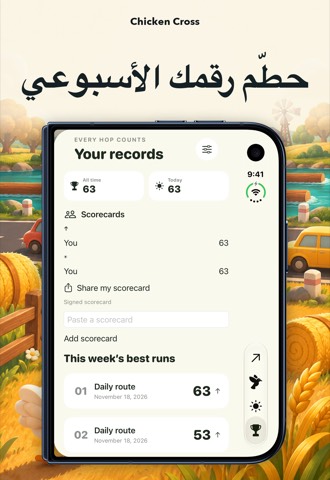 Chicken Cross
حطّم رقمك الأسبوعي
EVERY HOP COUNTS
Your records
9:41
All time
63
Today
63
Scorecards
You 63
You 63
Share my scorecard
Signed scorecard
Paste a scorecard
Add scorecard
This week's best runs
01 Daily route 63 ↑
November 18, 2026
02 Daily route 53 ↑
November 18, 2026